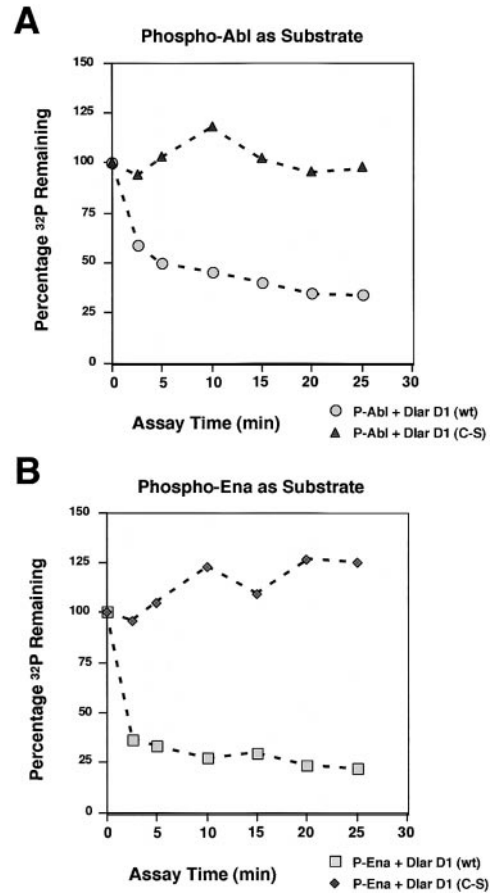 A
Phospho-Abl as Substrate
150
125
100
75
50
25
0
Percentage ³²P Remaining
0 5 10 15 20 25 30
Assay Time (min)
P-Abl + Dlar D1 (wt)
P-Abl + Dlar D1 (C-S)
B
Phospho-Ena as Substrate
150
125
100
75
50
25
0
Percentage ³²P Remaining
0 5 10 15 20 25 30
Assay Time (min)
P-Ena + Dlar D1 (wt)
P-Ena + Dlar D1 (C-S)